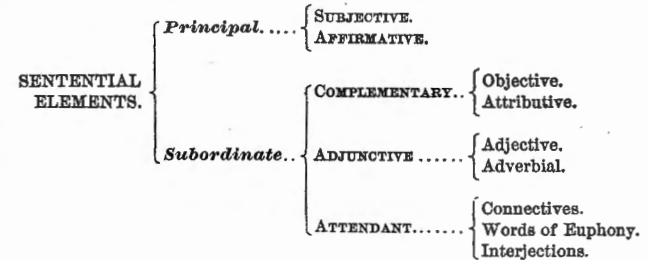 Principal..... SUBJECTIVE.
AFFIRMATIVE.
SENTENTIAL
ELEMENTS.
COMPLEMENTARY.. Objective.
Attributive.
Subordinate.. ADJUNCTIVE ...... Adjective.
Adverbial.
ATTENDANT....... Connectives.
Words of Euphony.
Interjections.